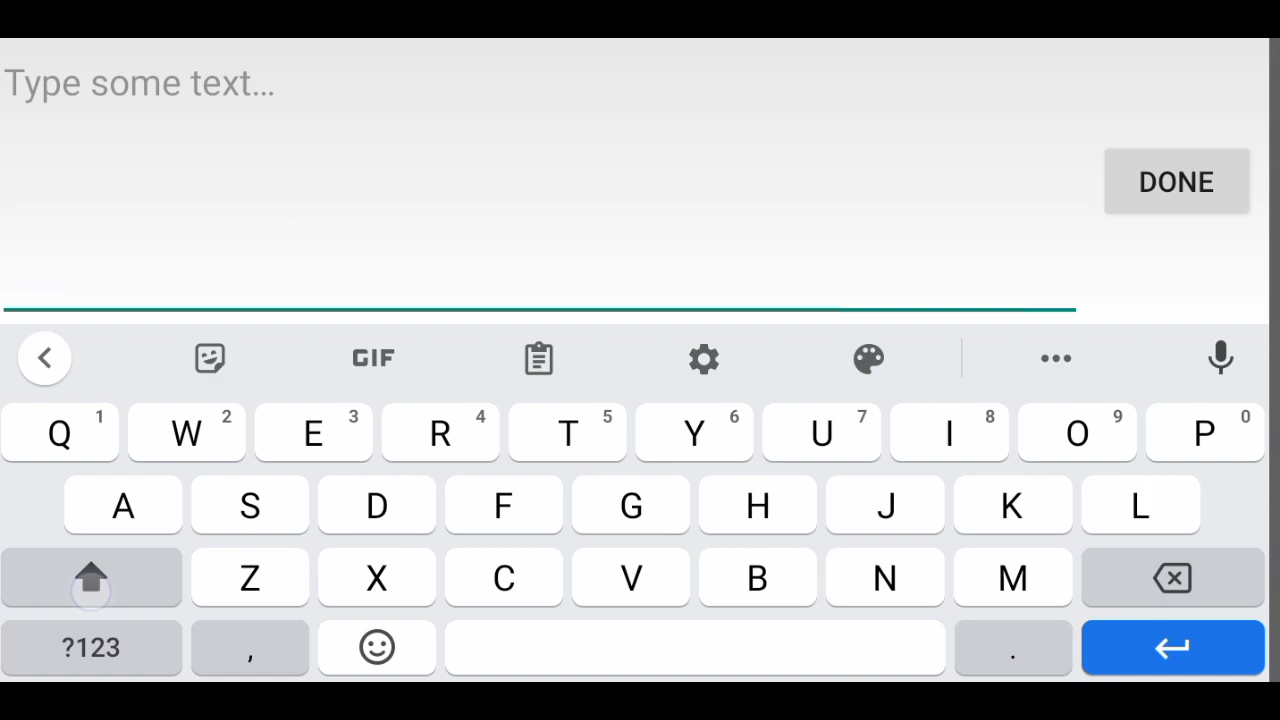 Type some text...
DONE
GIF
Q 1 W 2 E 3 R 4 T 5 Y 6 U 7 I 8 O 9 P 0
A S D F G H J K L
Z X C V B N M
?123 , .